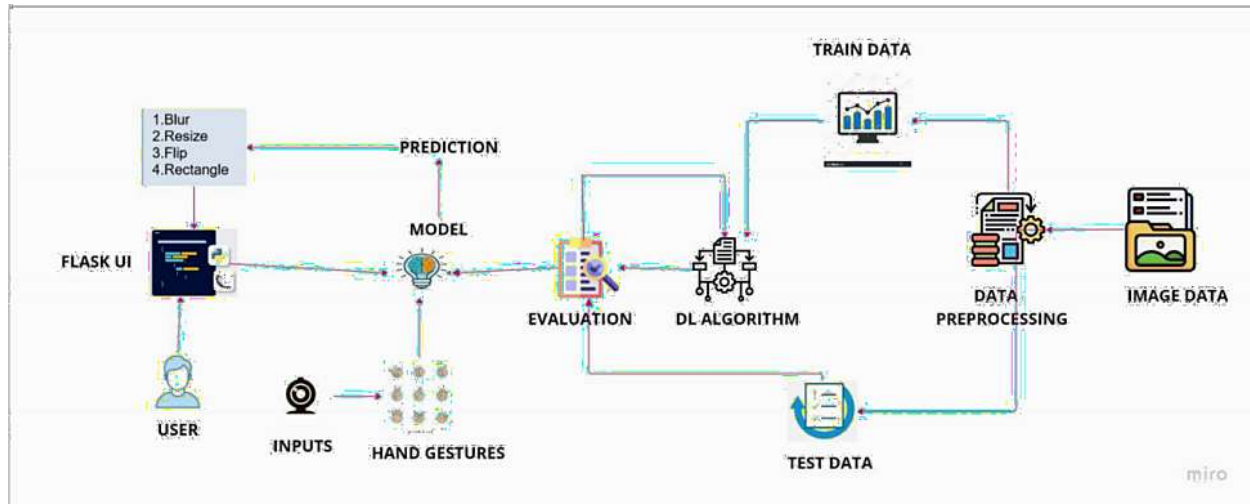 TRAIN DATA
1.Blur
2.Resize
3.Flip
4.Rectangle
PREDICTION
MODEL
FLASK UI
EVALUATION
DL ALGORITHM
DATA
PREPROCESSING
IMAGE DATA
USER
INPUTS
HAND GESTURES
TEST DATA
miro